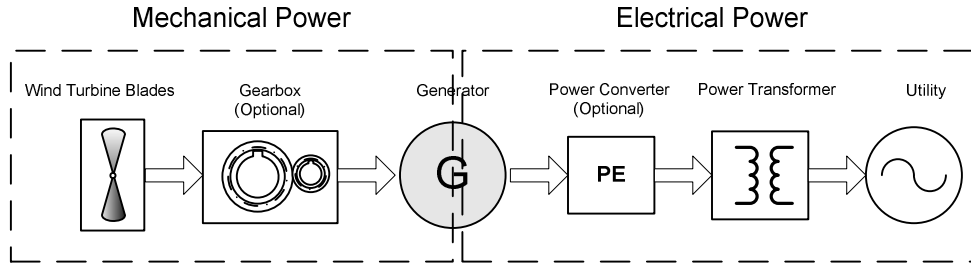 Mechanical Power
Electrical Power
Wind Turbine Blades
Gearbox
(Optional)
Generator
Power Converter
(Optional)
Power Transformer
Utility
G
PE